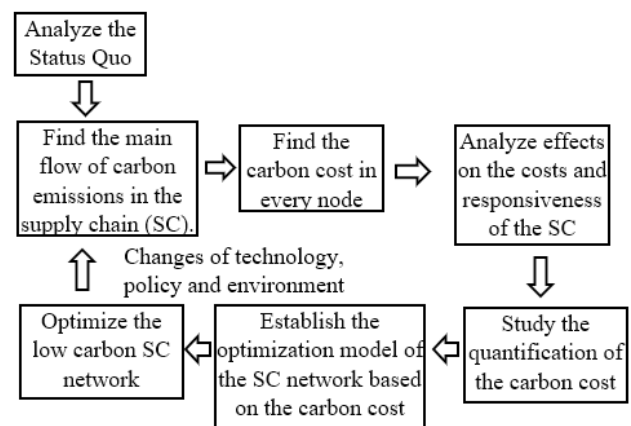 Analyze the
Status Quo
Find the main
flow of carbon
emissions in the
supply chain (SC).
Find the
carbon cost in
every node
Analyze effects
on the costs and
responsiveness
of the SC
Changes of technology,
policy and environment
Optimize the
low carbon SC
network
Establish the
optimization model of
the SC network based
on the carbon cost
Study the
quantification of
the carbon cost